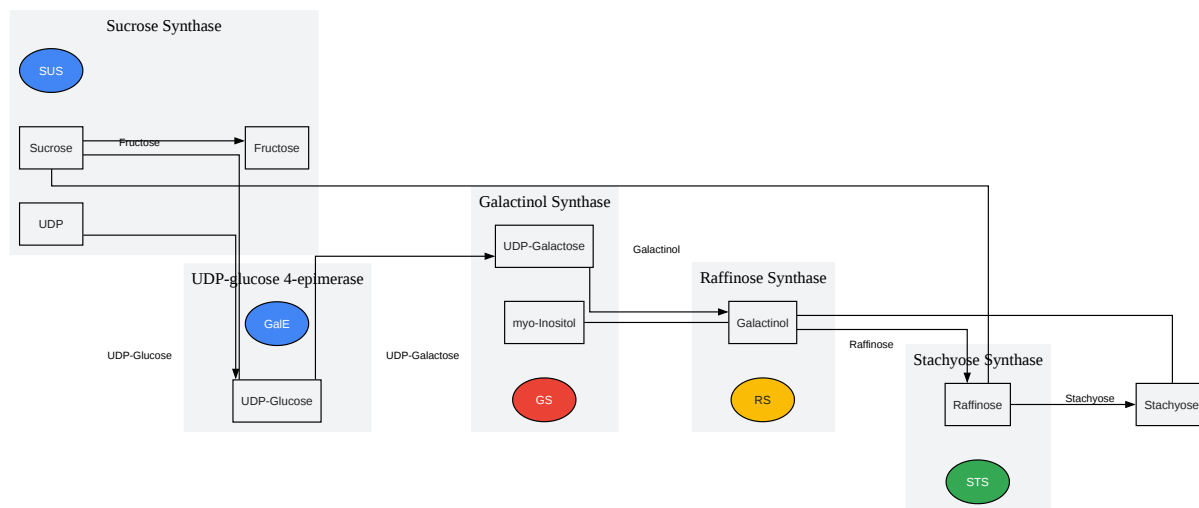 Sucrose Synthase
SUS
Sucrose
Fructose
Fructose
UDP
UDP-glucose 4-epimerase
GalE
UDP-Glucose
UDP-Glucose
UDP-Galactose
Galactinol Synthase
UDP-Galactose
myo-Inositol
GS
Galactinol
Raffinose Synthase
Galactinol
RS
Raffinose
Stachyose Synthase
Raffinose
Stachyose
Stachyose
STS